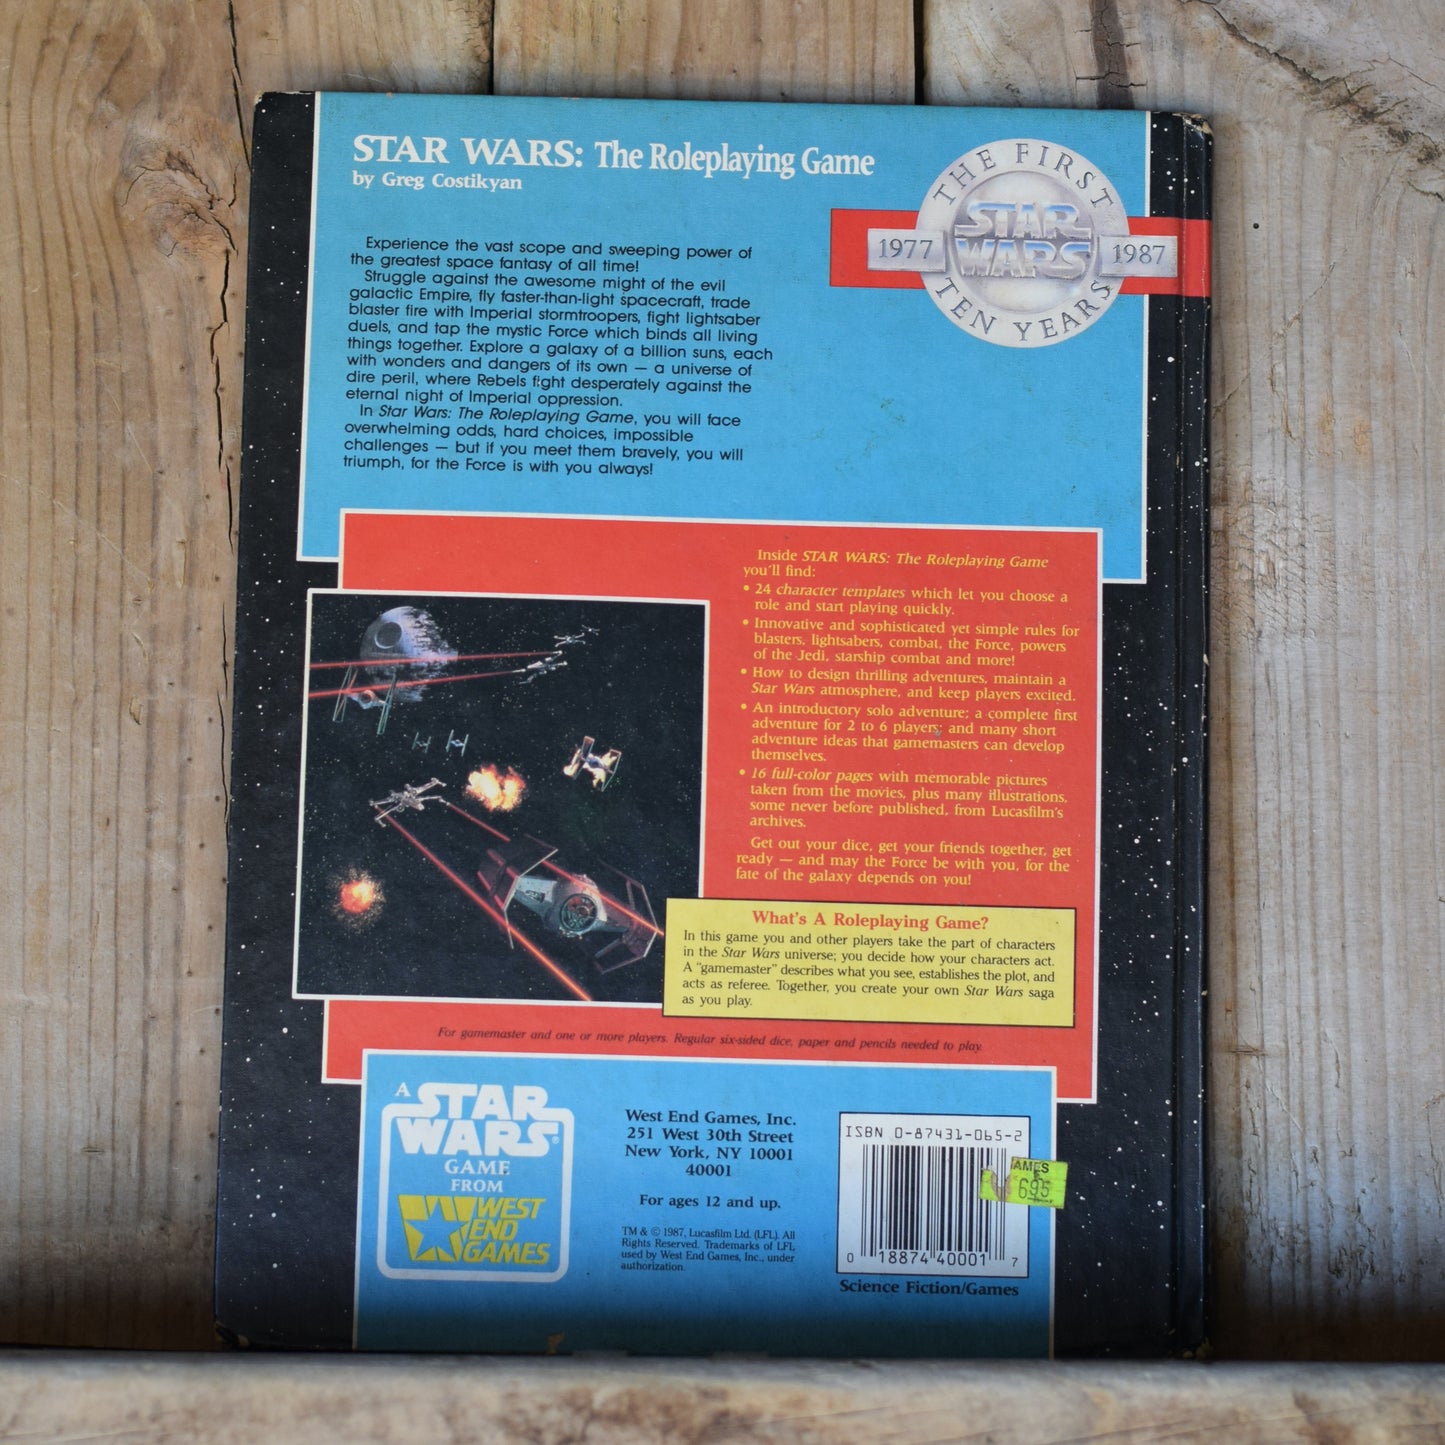 STAR WARS: The Roleplaying Game
by Greg Costikyan
THE FIRST
STAR
WARS
1977
1987
TEN YEARS
Experience the vast scope and sweeping power of
the greatest space fantasy of all time!
Struggle against the awesome might of the evil
galactic Empire, fly faster-than-light spacecraft, trade
blaster fire with Imperial stormtroopers, fight lightsaber
duels, and tap the mystic Force which binds all living
things together. Explore a galaxy of a billion suns, each
with wonders and dangers of its own — a universe of
dire peril, where Rebels fight desperately against the
eternal night of Imperial oppression.
In Star Wars: The Roleplaying Game, you will face
overwhelming odds, hard choices, impossible
challenges — but if you meet them bravely, you will
triumph, for the Force is with you always!
Inside STAR WARS: The Roleplaying Game
you'll find:
• 24 character templates which let you choose a
role and start playing quickly.
• Innovative and sophisticated yet simple rules for
blasters, lightsabers, combat, the Force, powers
of the Jedi, starship combat and more!
• How to design thrilling adventures, maintain a
Star Wars atmosphere, and keep players excited.
• An introductory solo adventure; a complete first
adventure for 2 to 6 players; and many short
adventure ideas that gamemasters can develop
themselves.
• 16 full-color pages with memorable pictures
taken from the movies, plus many illustrations,
some never before published, from Lucasfilm's
archives.
Get out your dice, get your friends together, get
ready — and may the Force be with you, for the
fate of the galaxy depends on you!
What's A Roleplaying Game?
In this game you and other players take the part of characters
in the Star Wars universe; you decide how your characters act.
A "gamemaster" describes what you see, establishes the plot, and
acts as referee. Together, you create your own Star Wars saga
as you play.
For gamemaster and one or more players. Regular six-sided dice, paper and pencils needed to play.
A
STAR
WARS®
GAME
FROM
WEST
END
GAMES
West End Games, Inc.
251 West 30th Street
New York, NY 10001
40001
For ages 12 and up.
TM & © 1987, Lucasfilm Ltd. (LFL). All
Rights Reserved. Trademarks of LFL
used by West End Games, Inc., under
authorization.
ISBN 0-87431-065-2
AMES
695
0 18874 40001 7
Science Fiction/Games